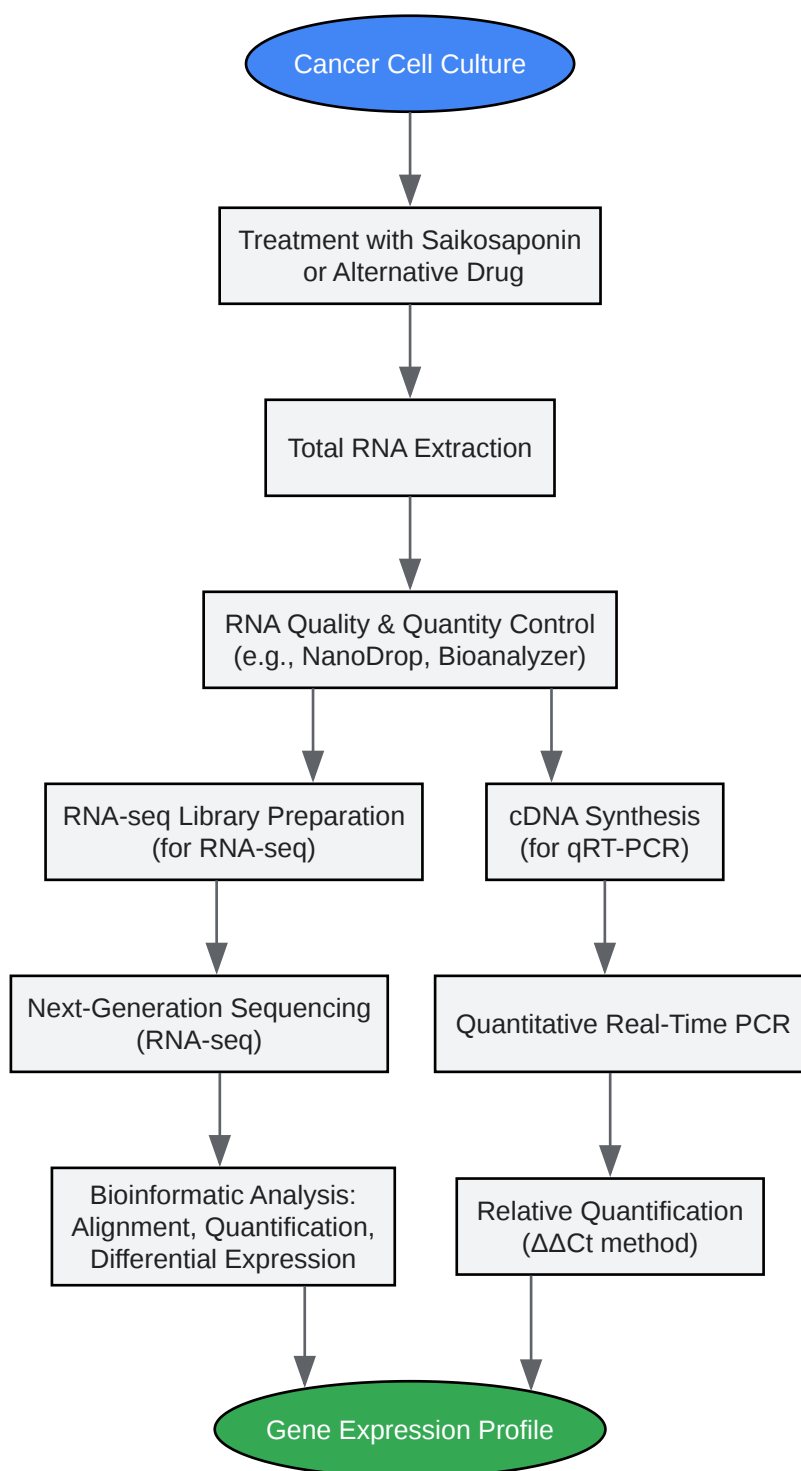 Cancer Cell Culture
Treatment with Saikosaponin
or Alternative Drug
Total RNA Extraction
RNA Quality & Quantity Control
(e.g., NanoDrop, Bioanalyzer)
RNA-seq Library Preparation
(for RNA-seq)
cDNA Synthesis
(for qRT-PCR)
Next-Generation Sequencing
(RNA-seq)
Quantitative Real-Time PCR
Bioinformatic Analysis:
Alignment, Quantification,
Differential Expression
Relative Quantification
(ΔΔCt method)
Gene Expression Profile